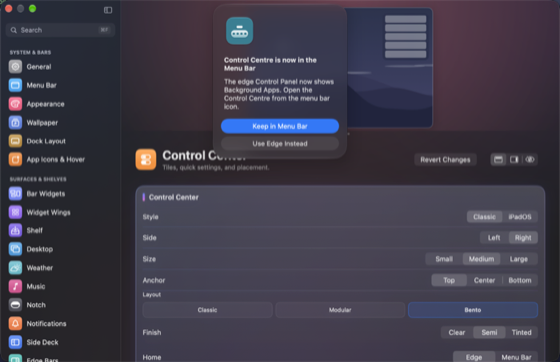 Search
SYSTEM & BARS
General
Menu Bar
Appearance
Wallpaper
Dock Layout
App Icons & Hover
SURFACES & SHELVES
Bar Widgets
Widget Wings
Shelf
Desktop
Weather
Music
Notch
Notifications
Side Deck
Edge Bars
Control Centre is now in the
Menu Bar
The edge Control Panel now shows
Background Apps. Open the
Control Centre from the menu bar
icon.
Keep in Menu Bar
Use Edge Instead
Control Center
Tiles, quick settings, and placement.
Revert Changes
Control Center
Style
Classic
iPadOS
Side
Left
Right
Size
Small
Medium
Large
Anchor
Top
Center
Bottom
Layout
Classic
Modular
Bento
Finish
Clear
Semi
Tinted
Home
Edge
Menu Bar